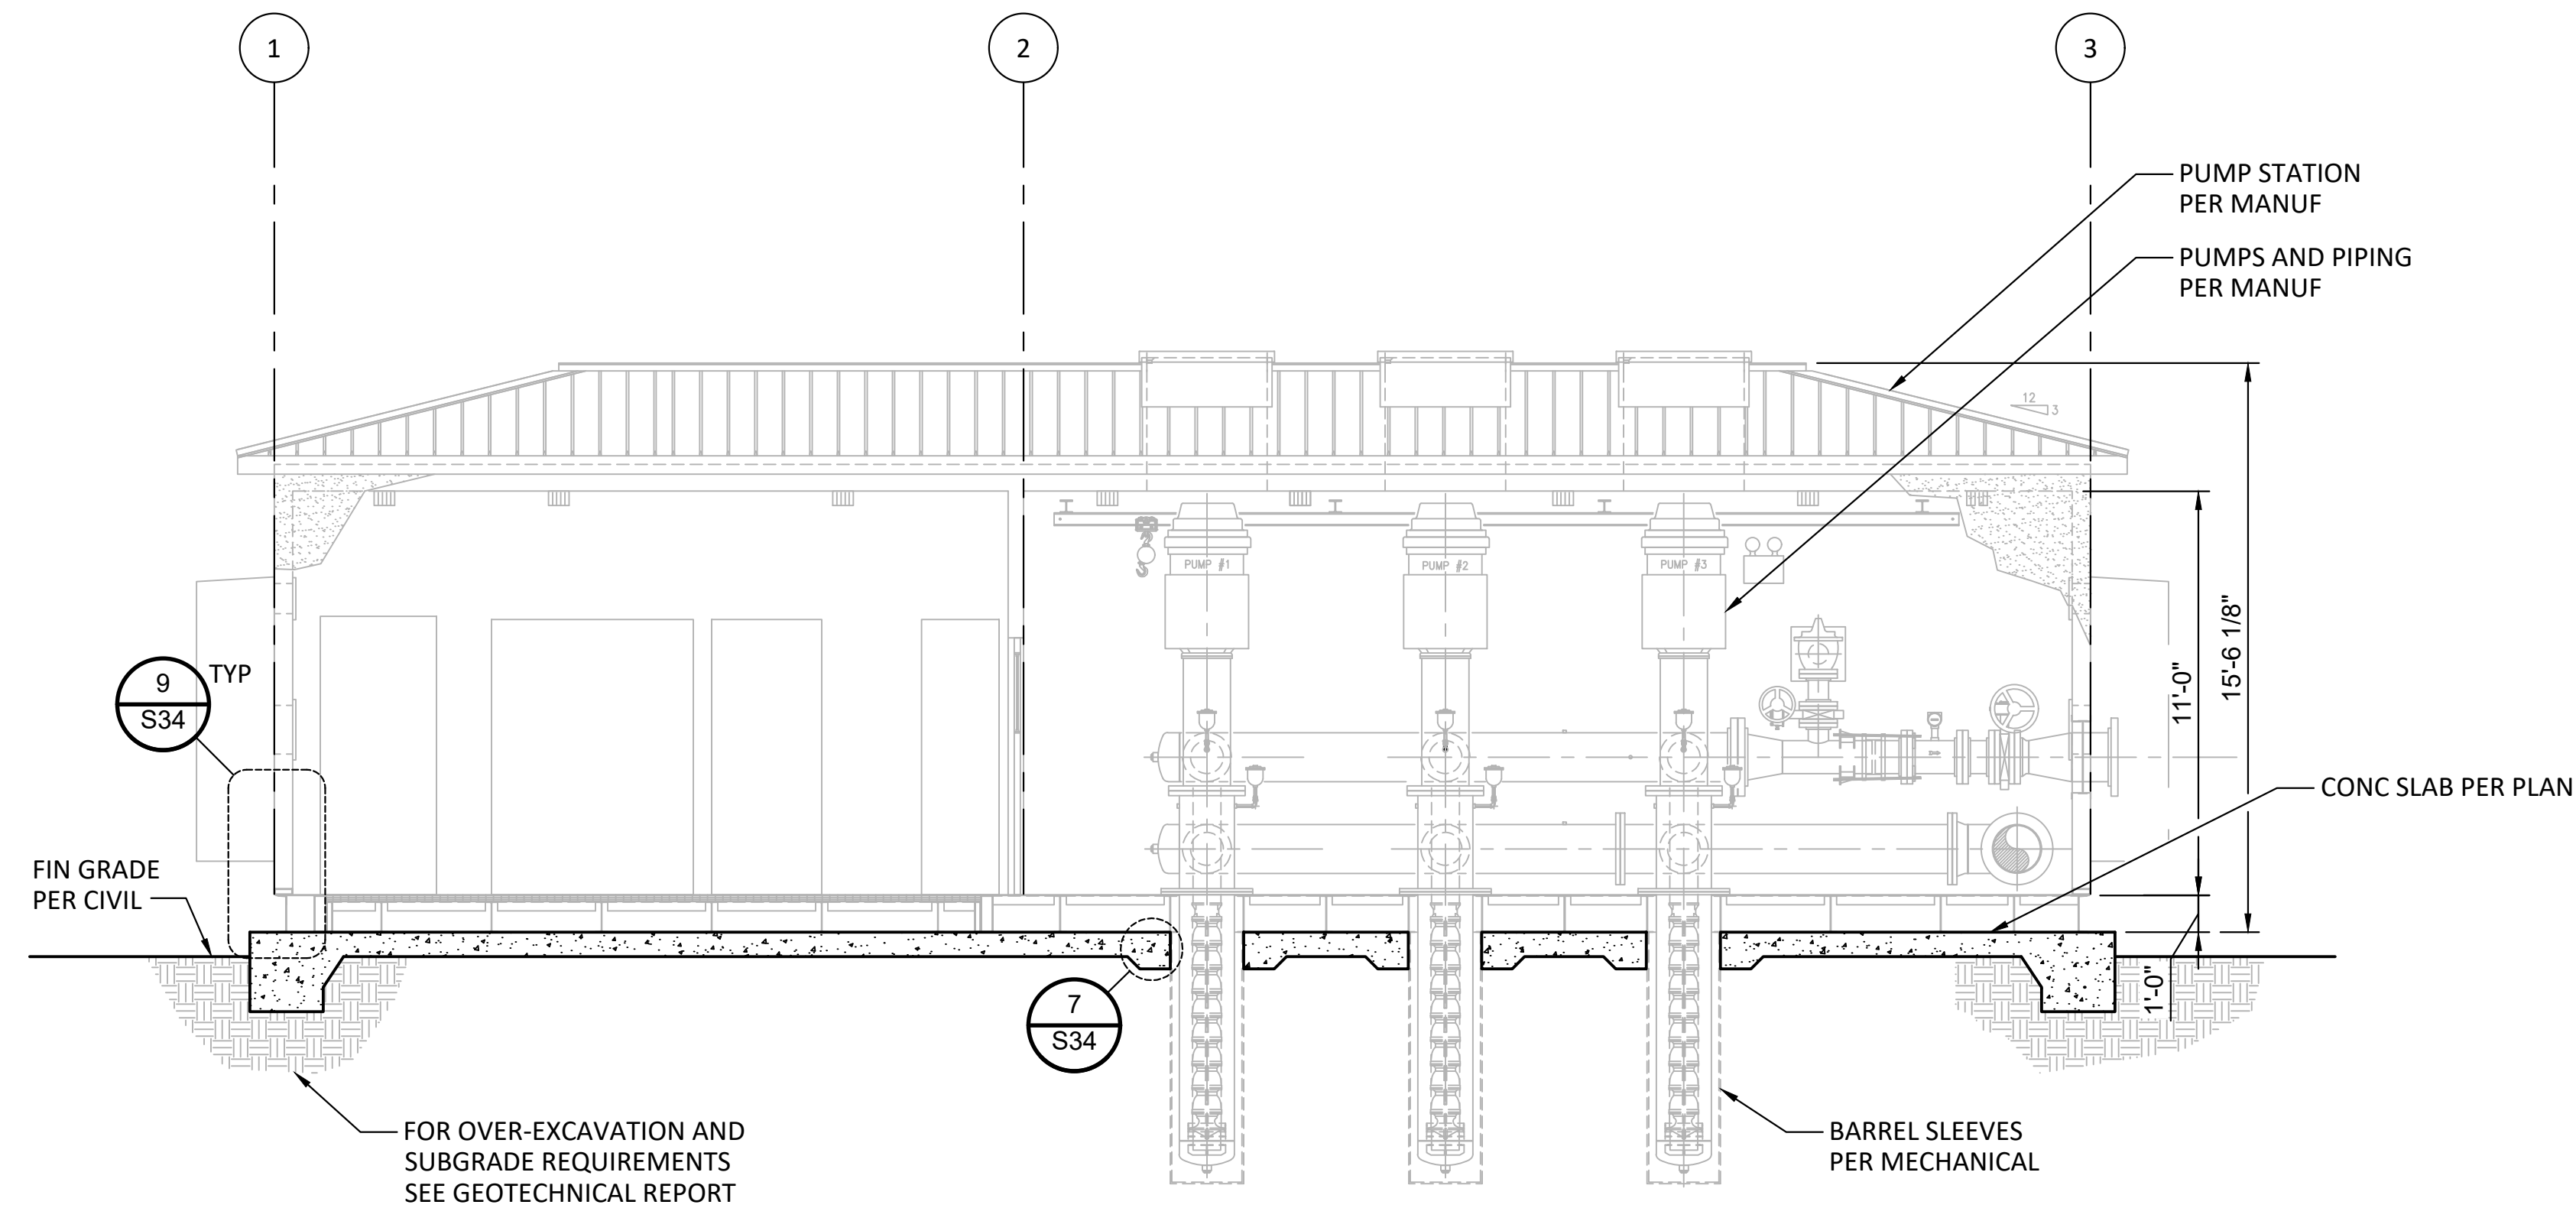 1
2
3
PUMP STATION
PER MANUF
PUMPS AND PIPING
PER MANUF
12
3
PUMP #1
PUMP #2
PUMP #3
15'-6 1/8"
11'-0"
9
S34
TYP
CONC SLAB PER PLAN
FIN GRADE
PER CIVIL
1'-0"
7
S34
FOR OVER-EXCAVATION AND
SUBGRADE REQUIREMENTS
SEE GEOTECHNICAL REPORT
BARREL SLEEVES
PER MECHANICAL